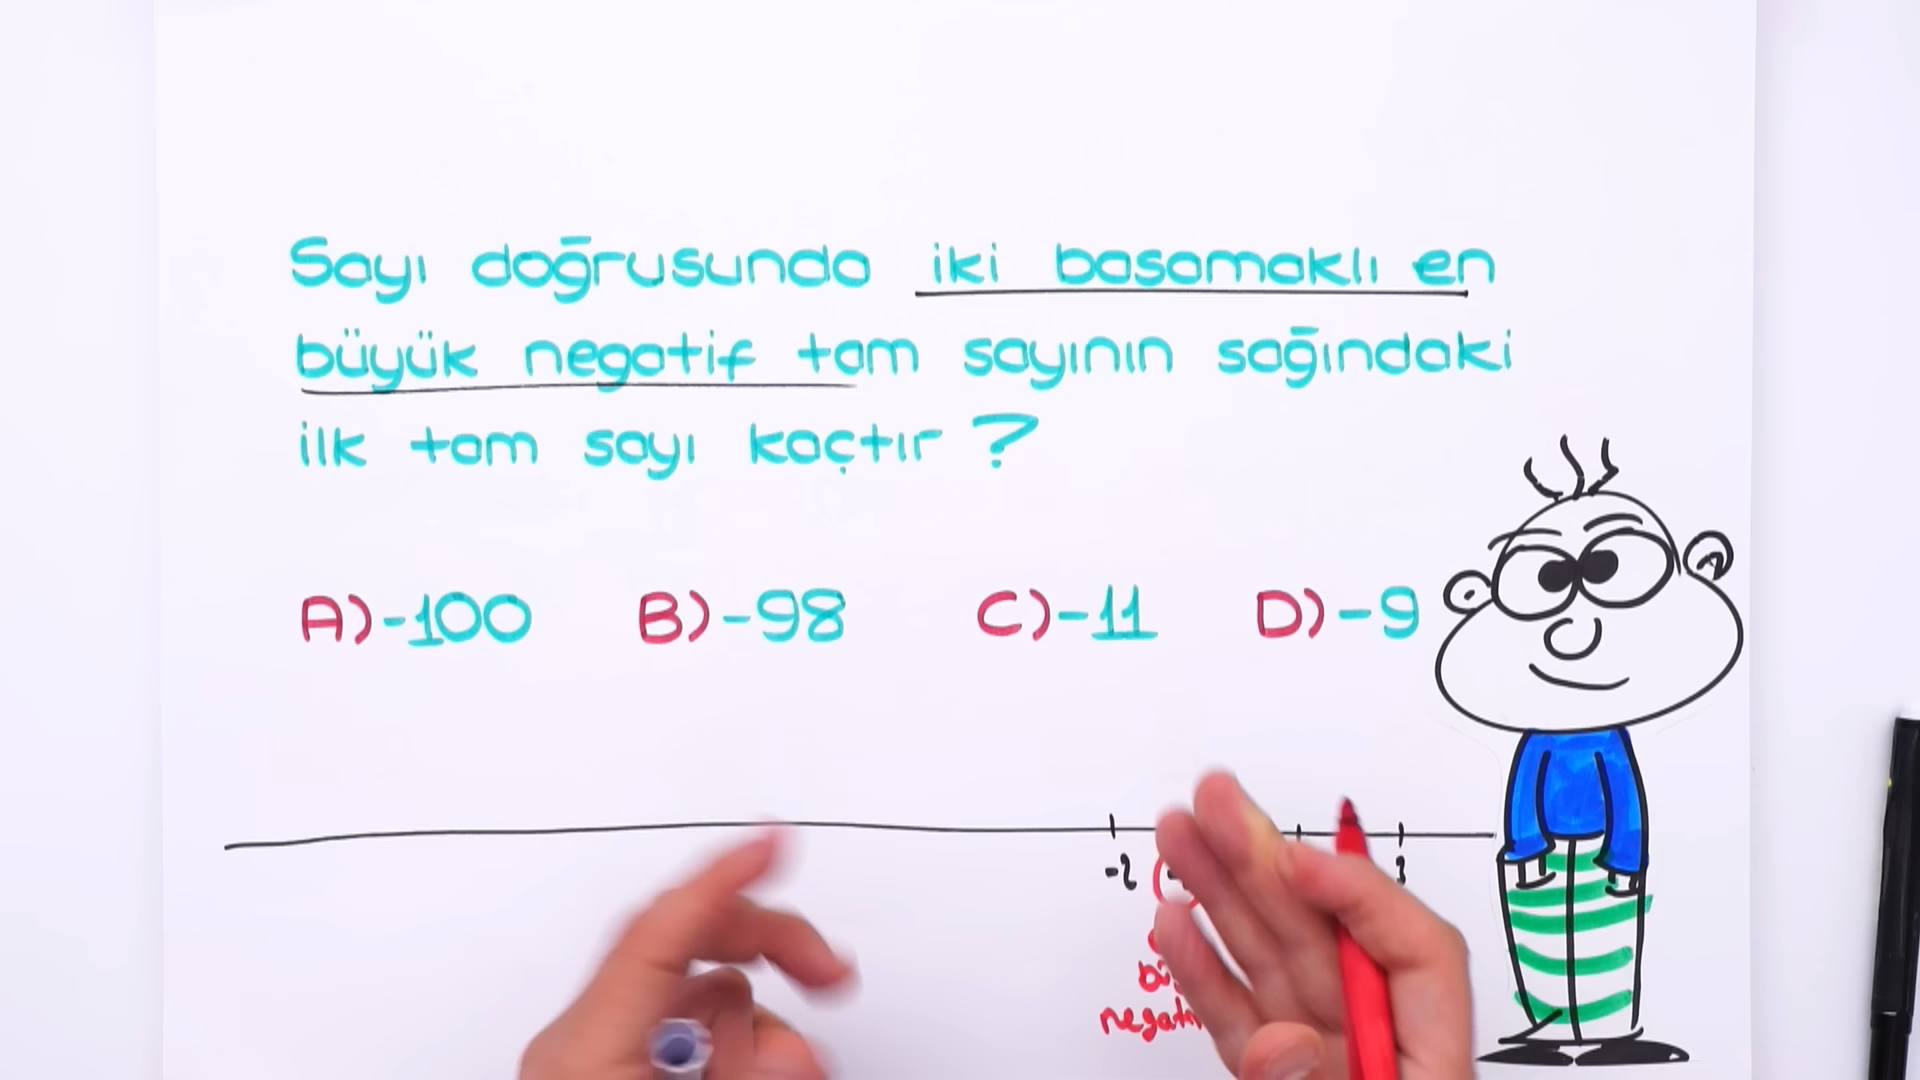 Sayı doğrusunda iki basamaklı en
büyük negatif tam sayının sağındaki
ilk tam sayı kaçtır ?
A) -100 B) -98 C) -11 D) -9
-2